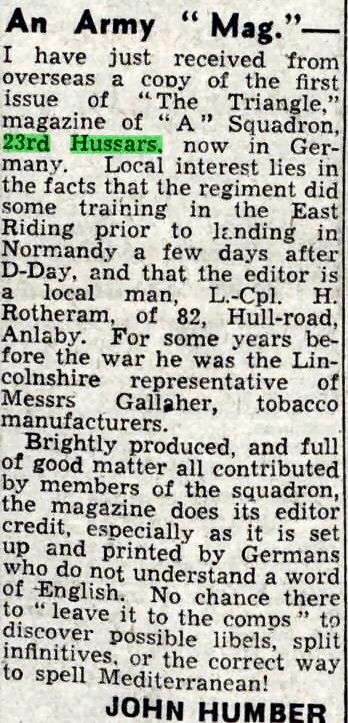 An Army "Mag."—
I have just received from
overseas a copy of the first
issue of "The Triangle,"
magazine of "A" Squadron,
23rd Hussars, now in Ger-
many. Local interest lies in
the facts that the regiment did
some training in the East
Riding prior to landing in
Normandy a few days after
D-Day, and that the editor is
a local man, L.-Cpl. H.
Rotheram, of 82, Hull-road,
Anlaby. For some years be-
fore the war he was the Lin-
colnshire representative of
Messrs Gallaher, tobacco
manufacturers.
Brightly produced, and full
of good matter all contributed
by members of the squadron,
the magazine does its editor
credit, especially as it is set
up and printed by Germans
who do not understand a word
of English. No chance there
to "leave it to the comps" to
discover possible libels, split
infinitives, or the correct way
to spell Mediterranean!
JOHN HUMBER